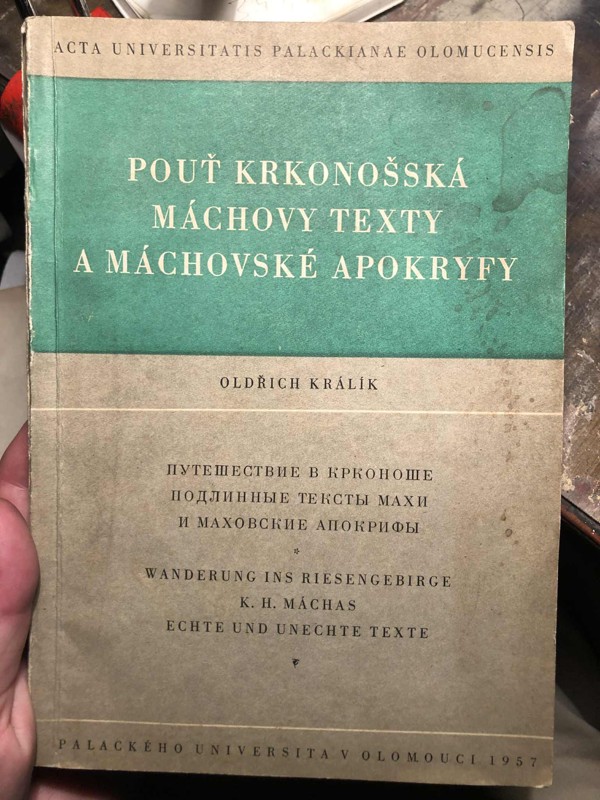 ACTA UNIVERSITATIS PALACKIANAE OLOMUCENSIS
POUŤ KRKONOŠSKÁ
MÁCHOVY TEXTY
A MÁCHOVSKÉ APOKRYFY
OLDŘICH KRÁLÍK
ПУТЕШЕСТВИЕ В КРКОНОШЕ
ПОДЛИННЫЕ ТЕКСТЫ МАХИ
И МАХОВСКИЕ АПОКРИФЫ
*
WANDERUNG INS RIESENGEBIRGE
K. H. MÁCHAS
ECHTE UND UNECHTE TEXTE
PALACKÉHO UNIVERSITA V OLOMOUCI 1957